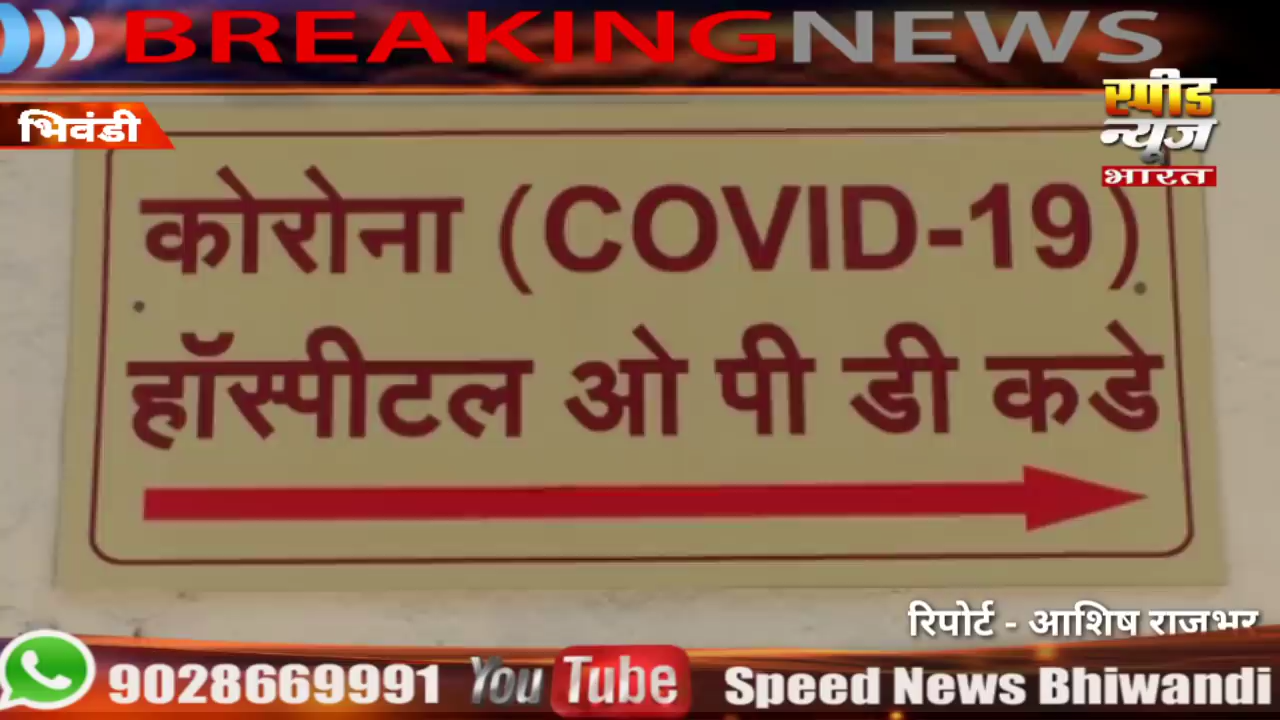 BREAKINGNEWS
भिवंडी
स्पीड
न्यूज
भारत
कोरोना (COVID-19)
हॉस्पीटल ओ पी डी कडे
रिपोर्ट - आशिष राजभर
9028669991 YouTube Speed News Bhiwandi